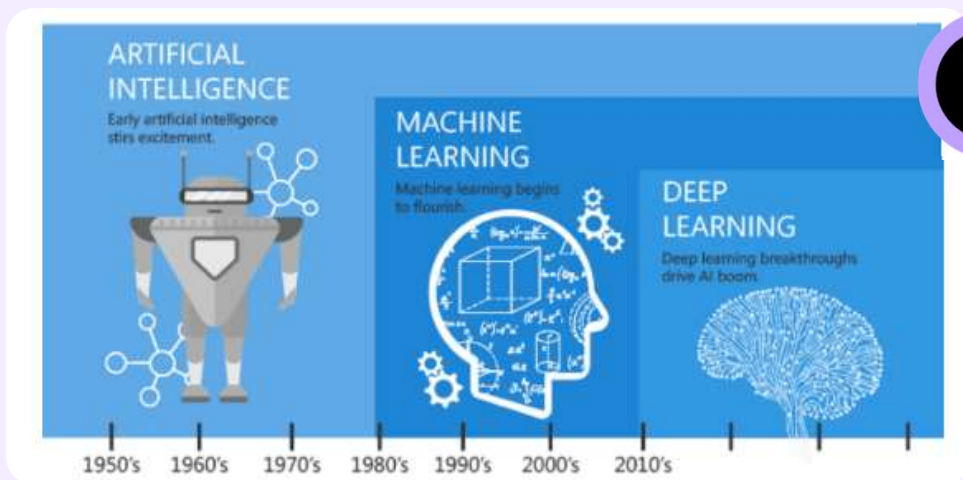 ARTIFICIAL
INTELLIGENCE
Early artificial intelligence
stirs excitement.
MACHINE
LEARNING
Machine learning begins
to flourish.
DEEP
LEARNING
Deep learning breakthroughs
drive AI boom.
1950's 1960's 1970's 1980's 1990's 2000's 2010's